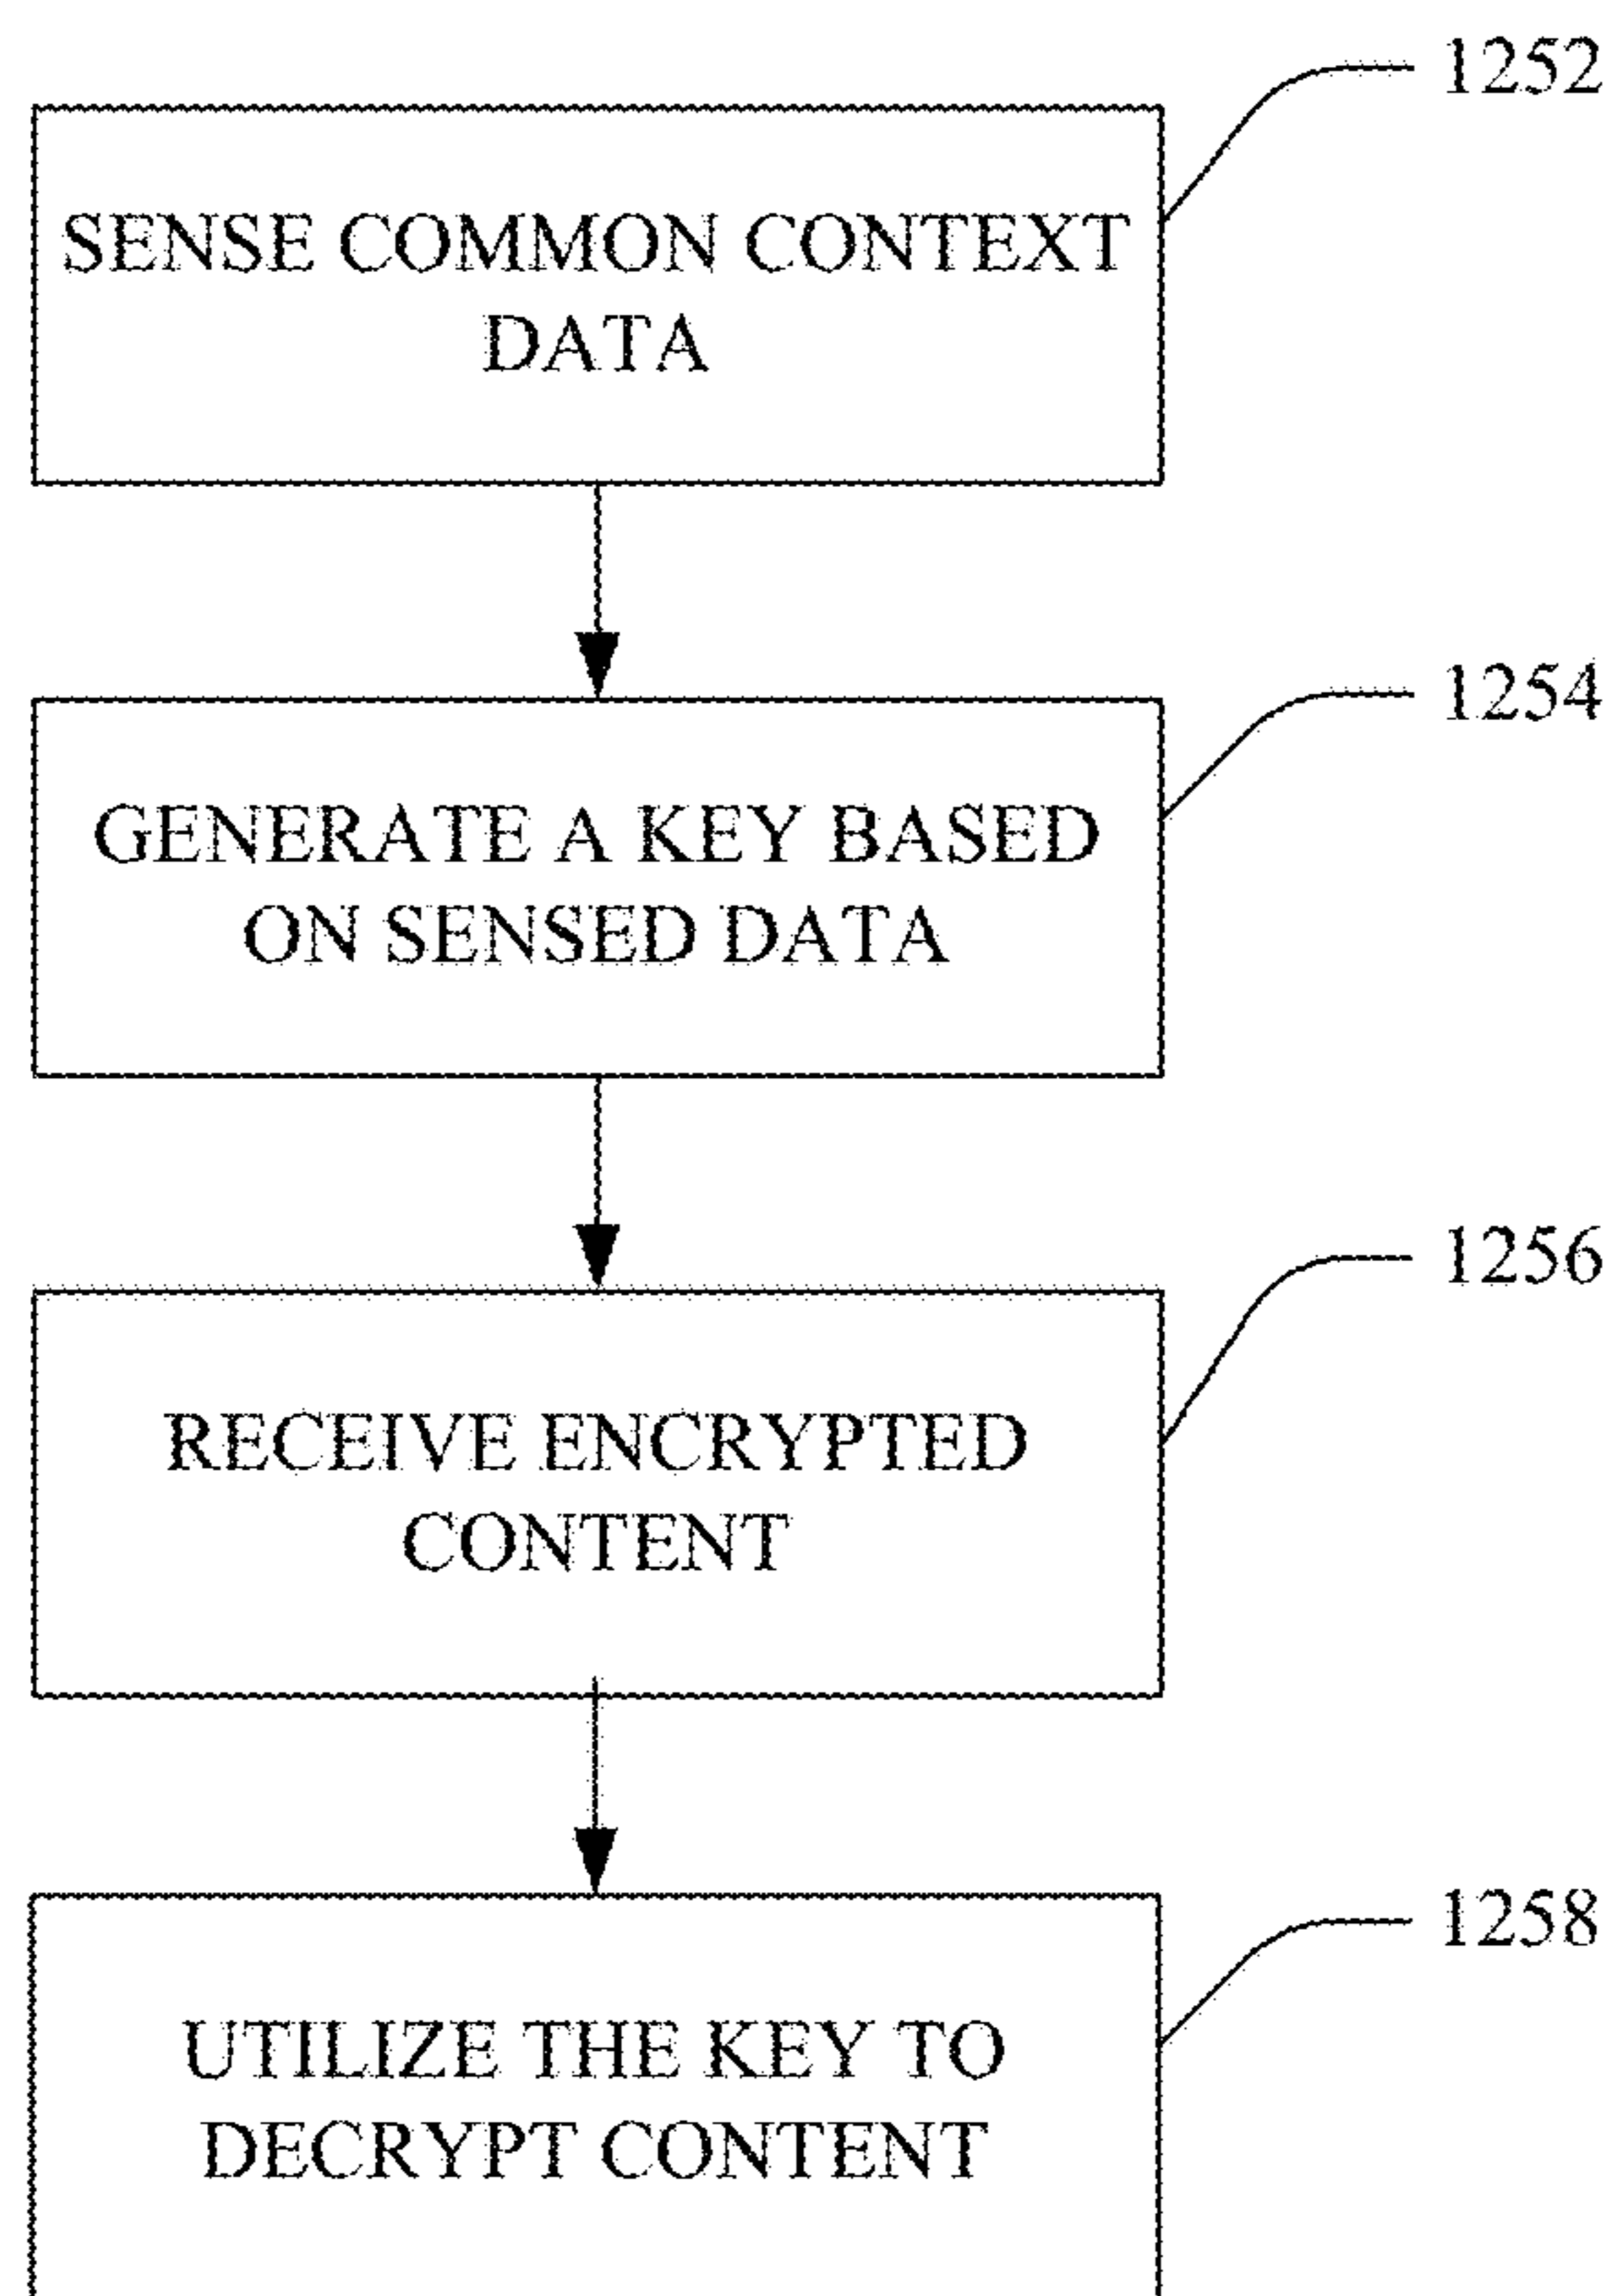 1252
SENSE COMMON CONTEXT
DATA
1254
GENERATE A KEY BASED
ON SENSED DATA
1256
RECEIVE ENCRYPTED
CONTENT
1258
UTILIZE THE KEY TO
DECRYPT CONTENT